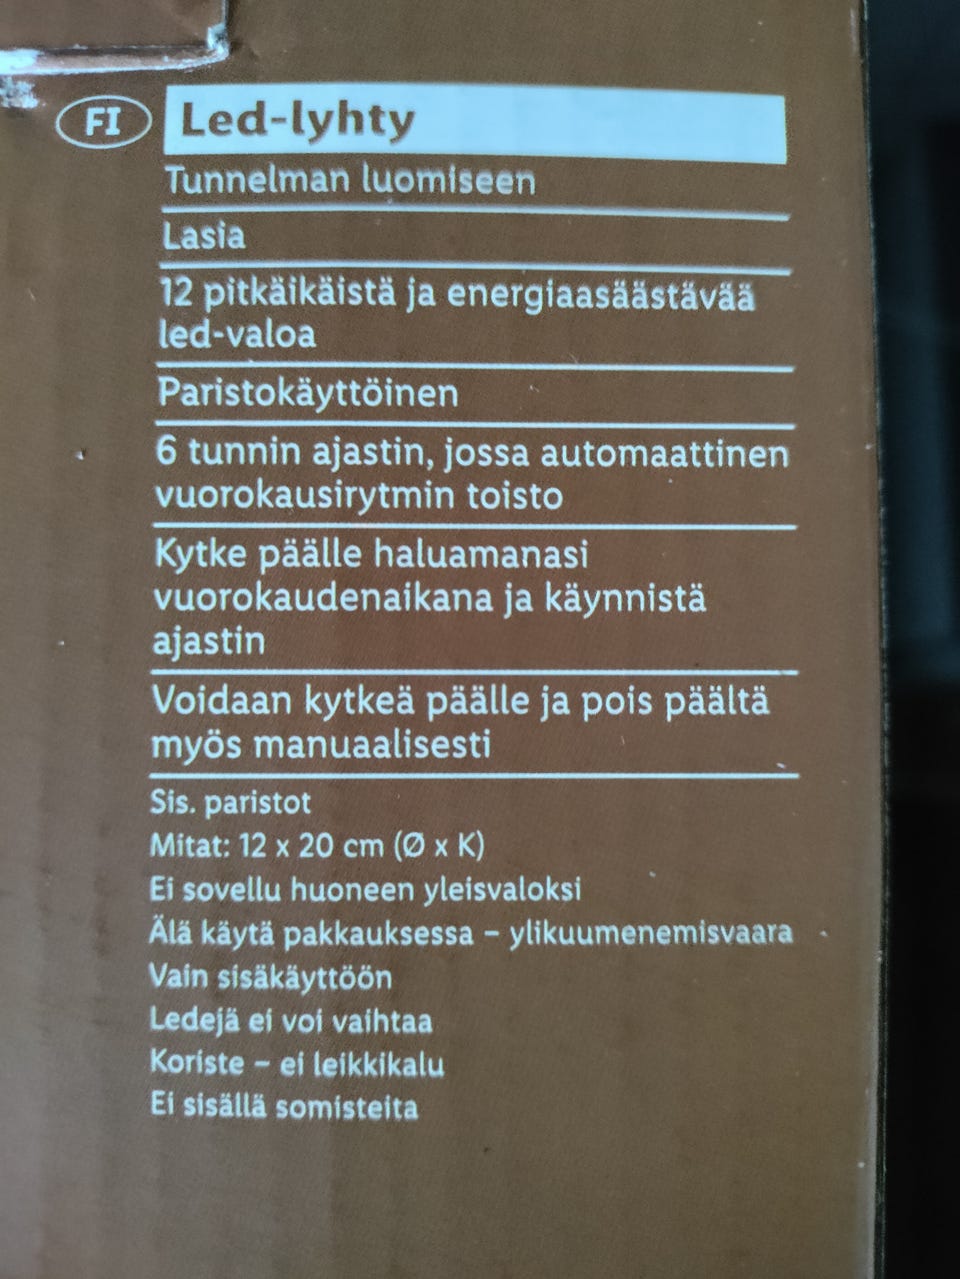 FI Led-lyhty
Tunnelman luomiseen
Lasia
12 pitkäikäistä ja energiaasäästävää
led-valoa
Paristokäyttöinen
6 tunnin ajastin, jossa automaattinen
vuorokausirytmin toisto
Kytke päälle haluamanasi
vuorokaudenaikana ja käynnistä
ajastin
Voidaan kytkeä päälle ja pois päältä
myös manuaalisesti
Sis. paristot
Mitat: 12 x 20 cm (Ø x K)
Ei sovellu huoneen yleisvaloksi
Älä käytä pakkauksessa – ylikuumenemisvaara
Vain sisäkäyttöön
Ledejä ei voi vaihtaa
Koriste – ei leikkikalu
Ei sisällä somisteita